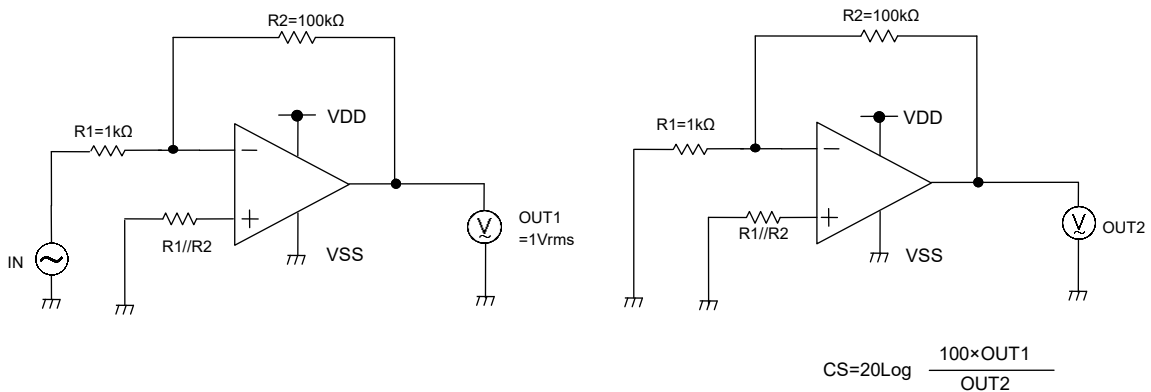 R2=100kΩ
VDD
R1=1kΩ
−
+
R1//R2
VSS
IN
V
OUT1
=1Vrms
R2=100kΩ
VDD
R1=1kΩ
−
+
R1//R2
VSS
V
OUT2
CS=20Log 100×OUT1
OUT2